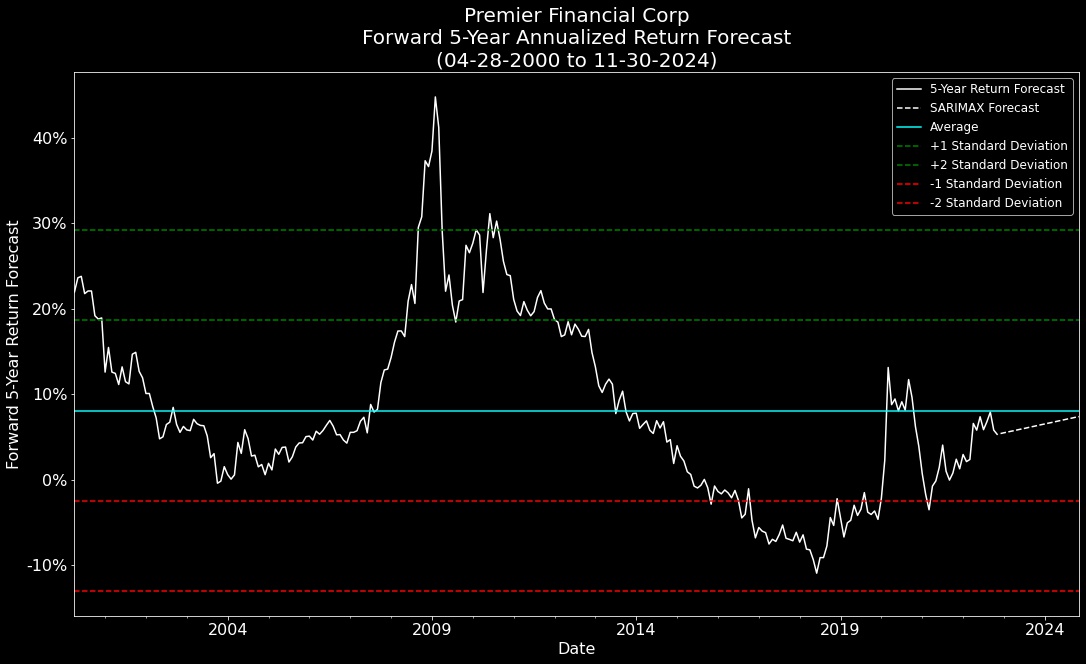 Premier Financial Corp
Forward 5-Year Annualized Return Forecast
(04-28-2000 to 11-30-2024)
5-Year Return Forecast
SARIMAX Forecast
Average
+1 Standard Deviation
+2 Standard Deviation
-1 Standard Deviation
-2 Standard Deviation
Forward 5-Year Return Forecast
40%
30%
20%
10%
0%
-10%
2004
2009
2014
2019
2024
Date